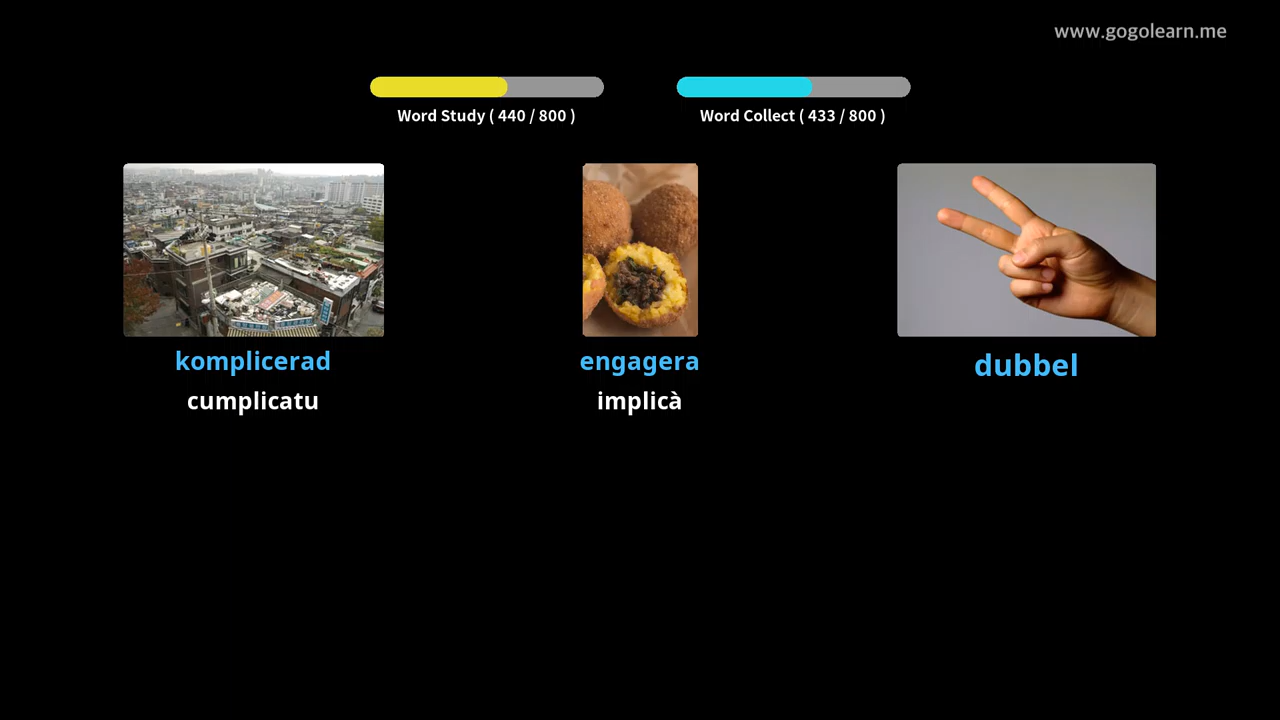 www.gogolearn.me
Word Study ( 440 / 800 )
Word Collect ( 433 / 800 )
komplicerad
engagera
dubbel
cumplicatu
implicà